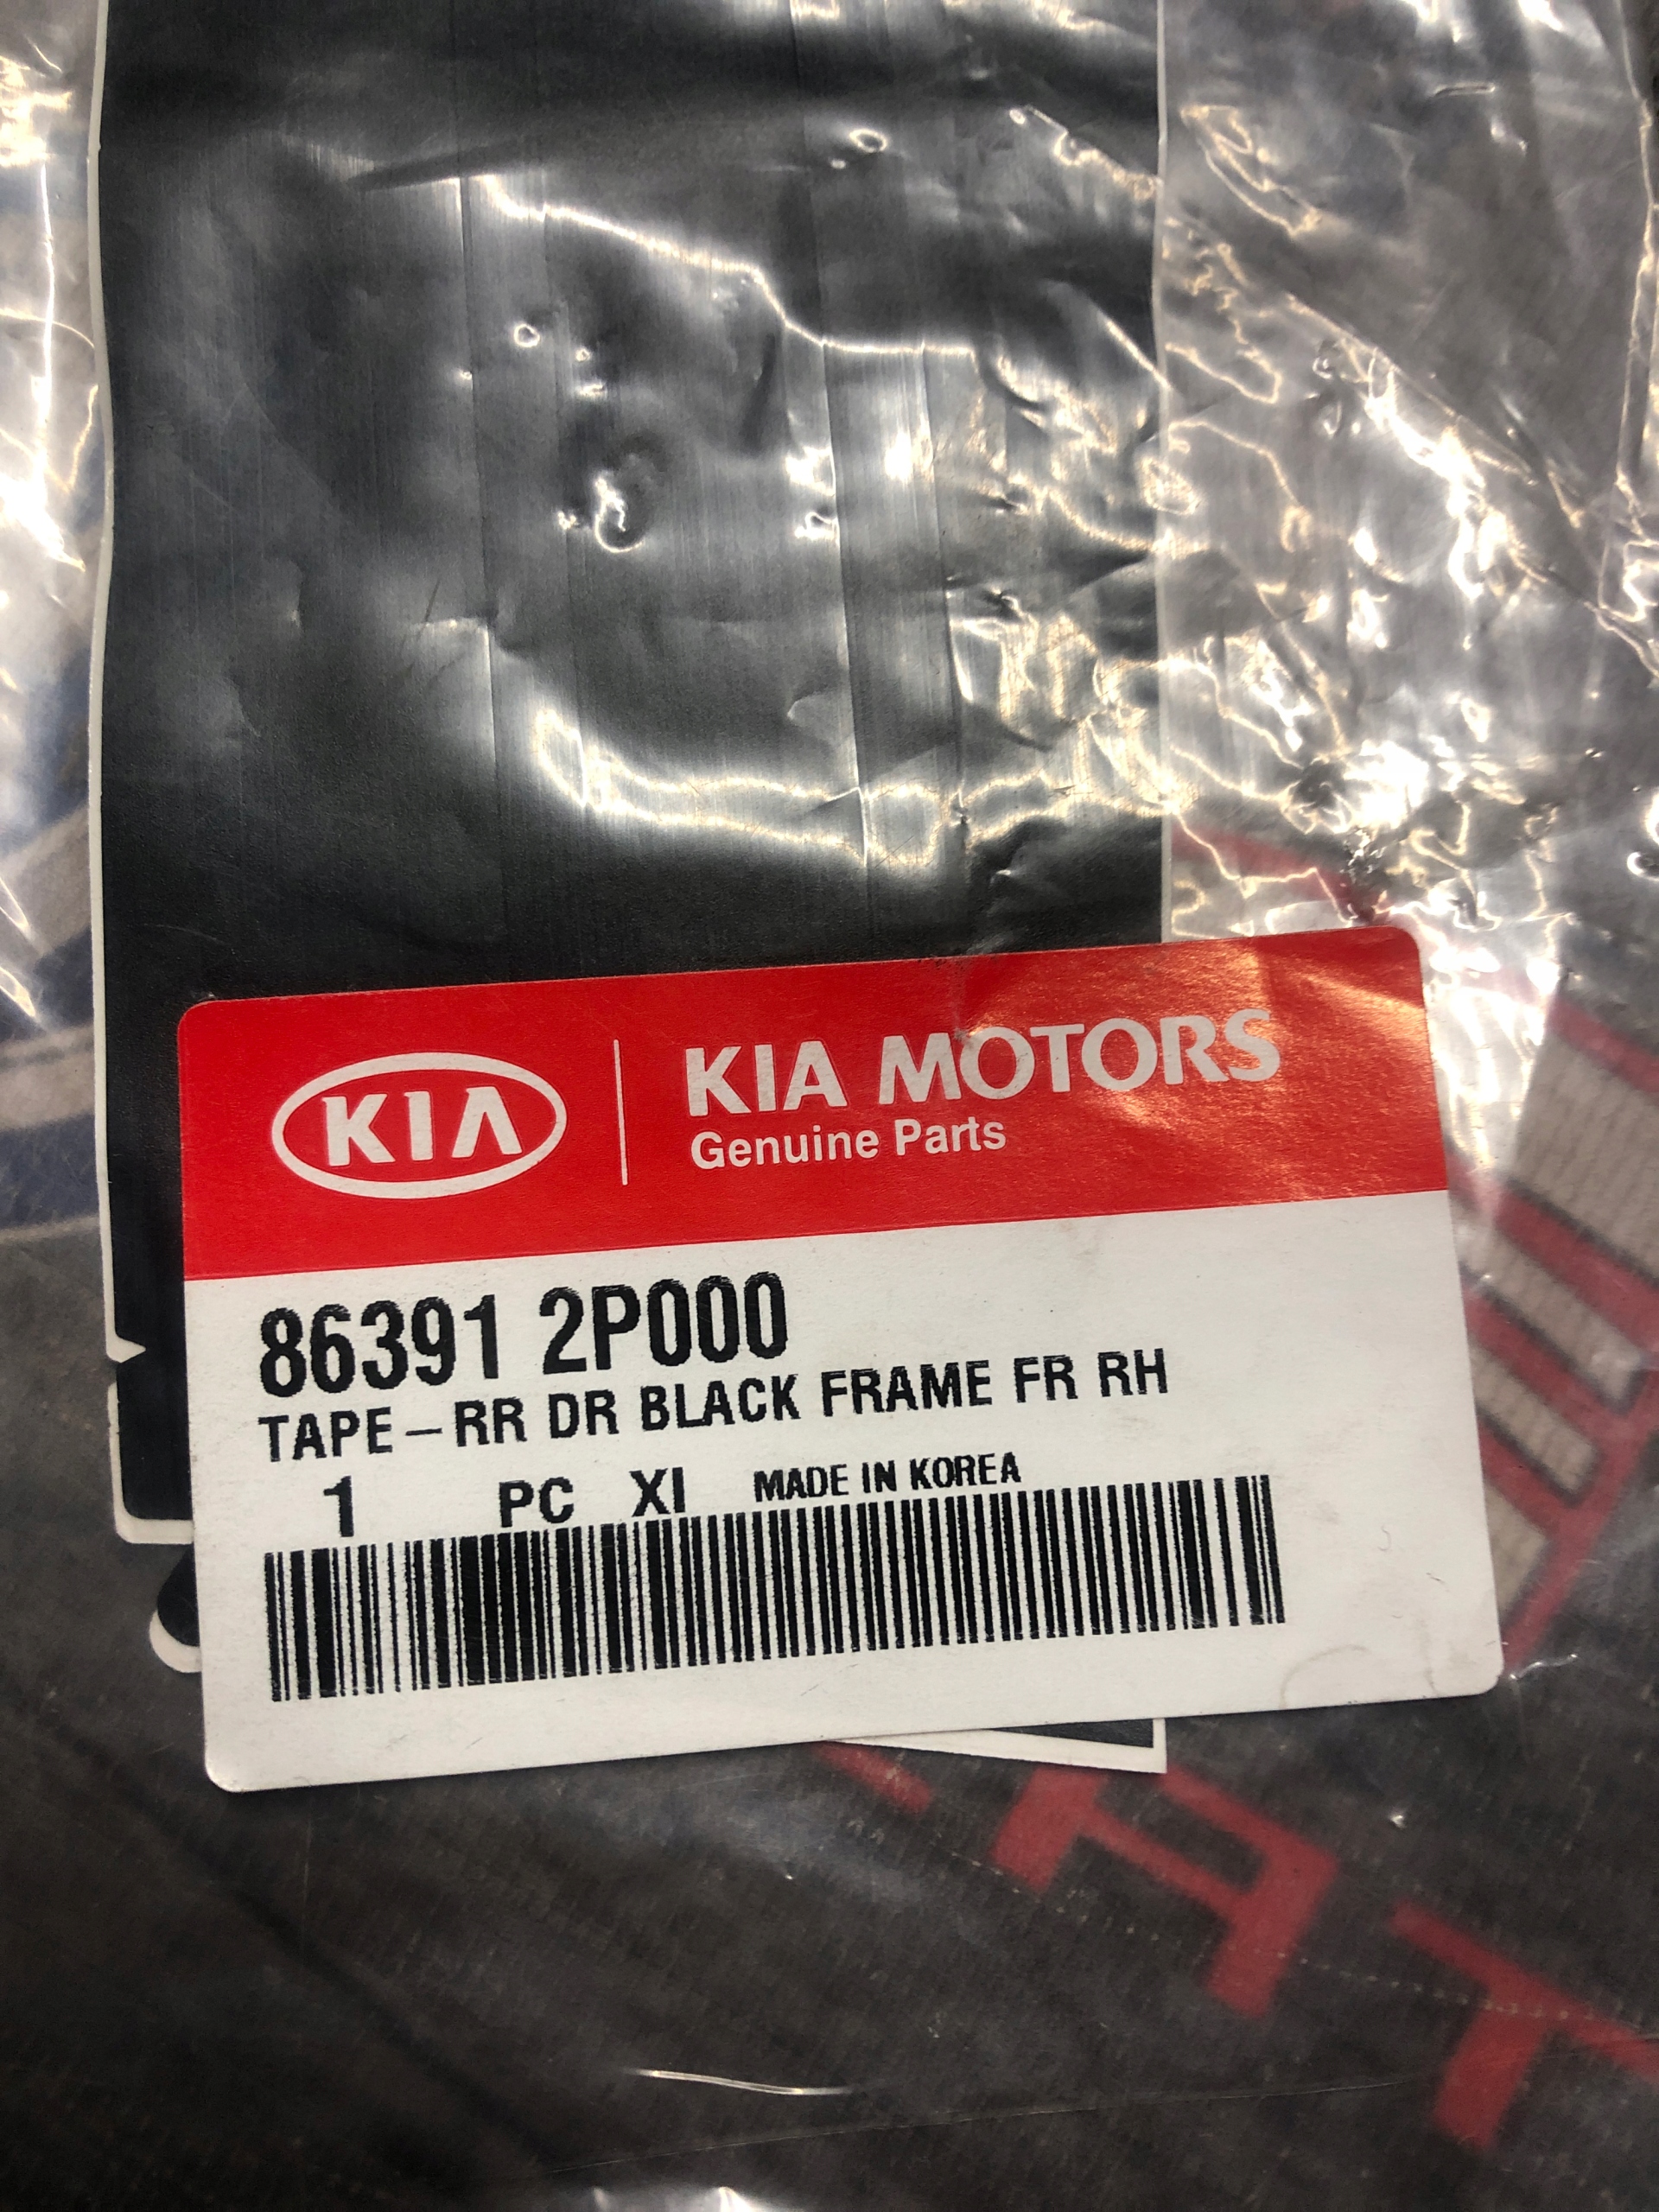 KIA
KIA MOTORS
Genuine Parts
86391 2P000
TAPE-RR DR BLACK FRAME FR RH
1 PC XI MADE IN KOREA